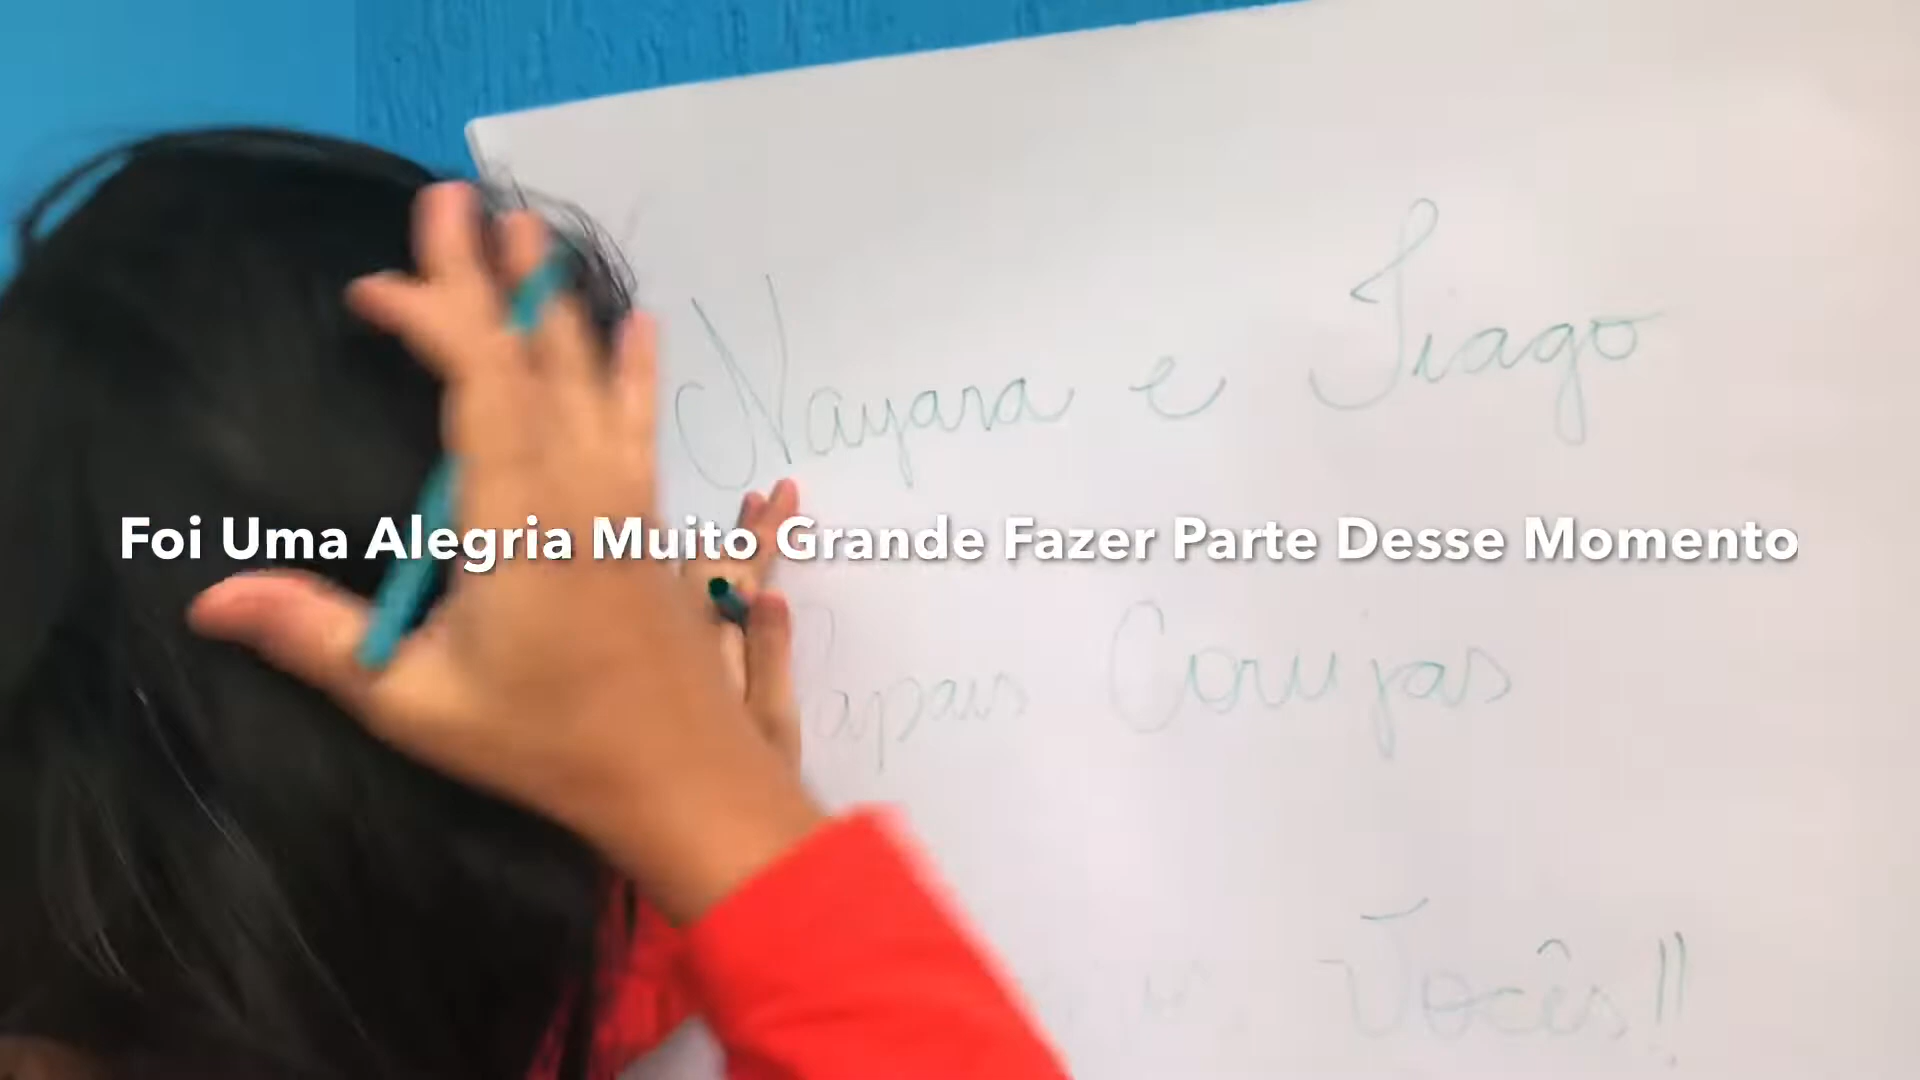 Nayara e Tiago
Foi Uma Alegria Muito Grande Fazer Parte Desse Momento
Papais Corujas
Vocês!!